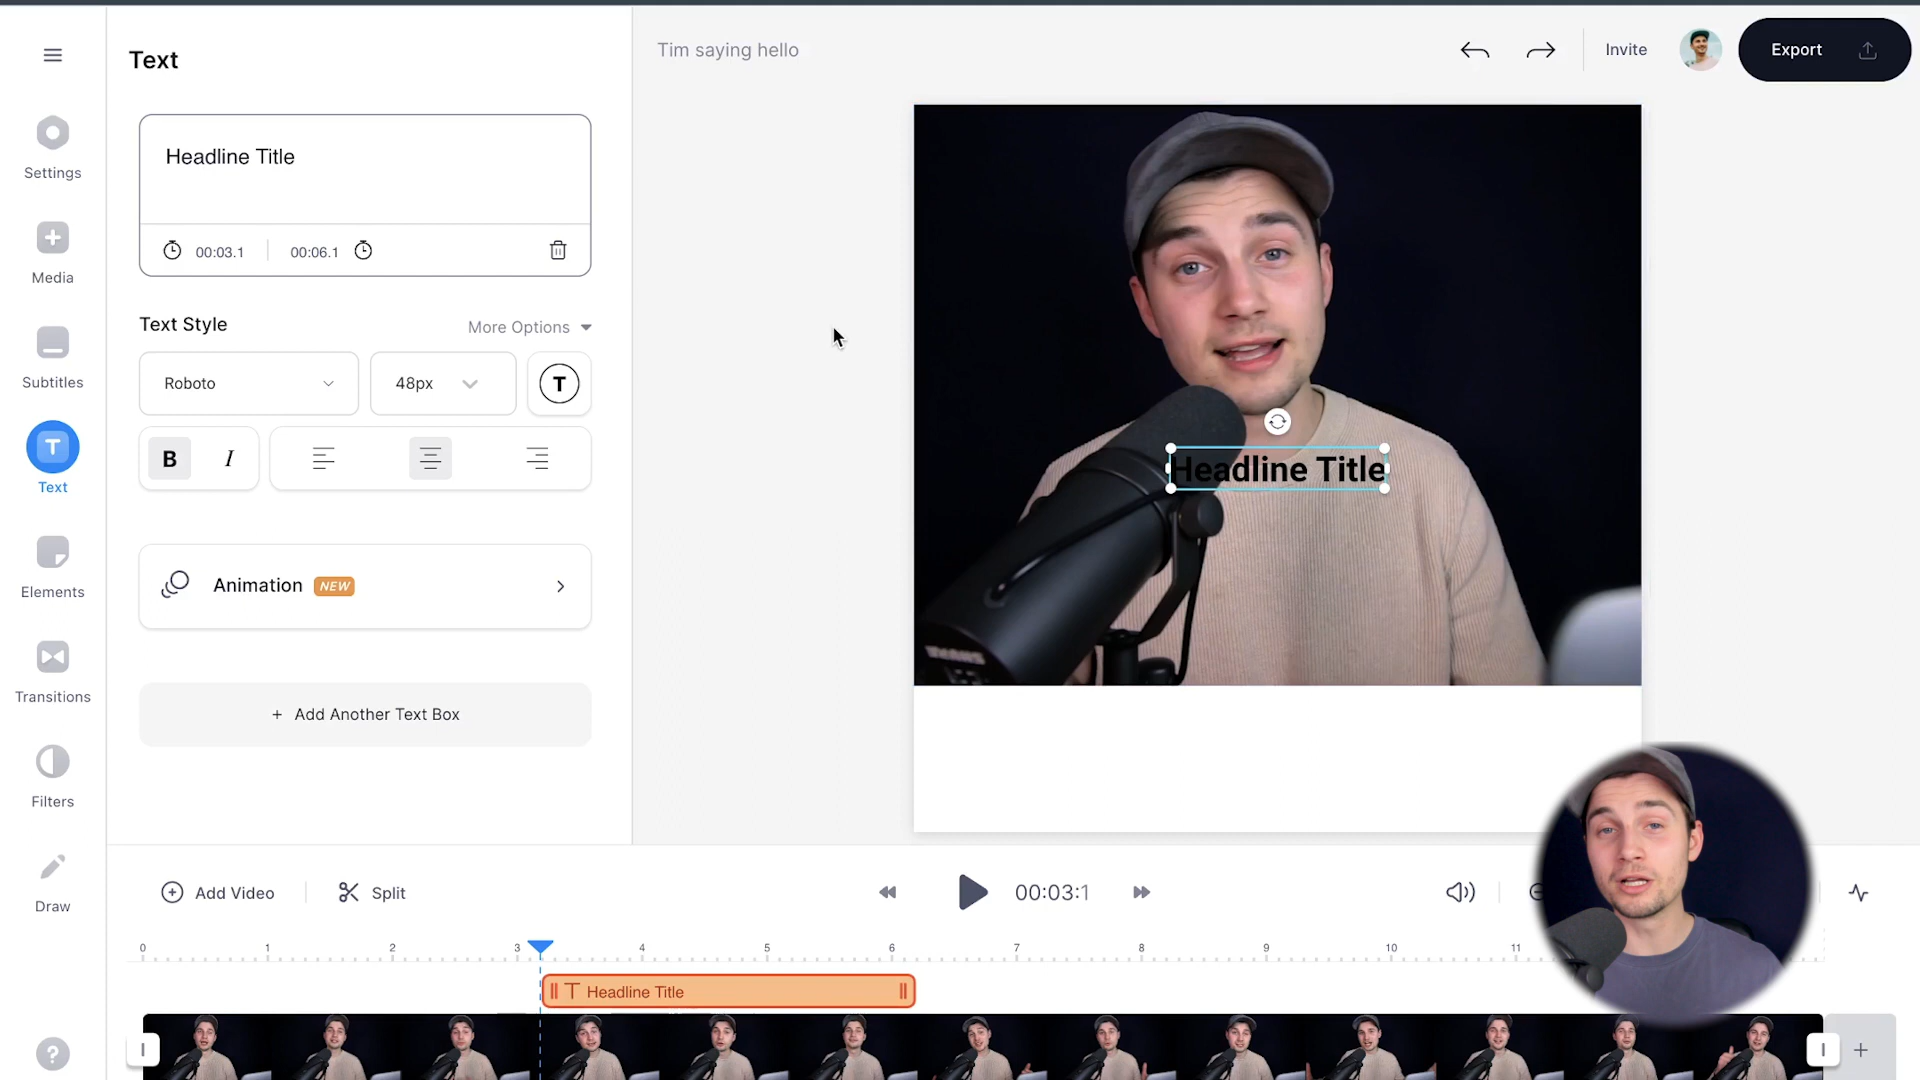 Text
Tim saying hello
Invite
Export
Settings
Media
Subtitles
T
Text
Elements
Transitions
Filters
Draw
?
Headline Title
00:03.1
00:06.1
Text Style
More Options
Roboto
48px
T
B
I
Animation NEW
+ Add Another Text Box
Headline Title
Add Video
Split
00:03:1
0 1 2 3 4 5 6 7 8 9 10 11
T Headline Title